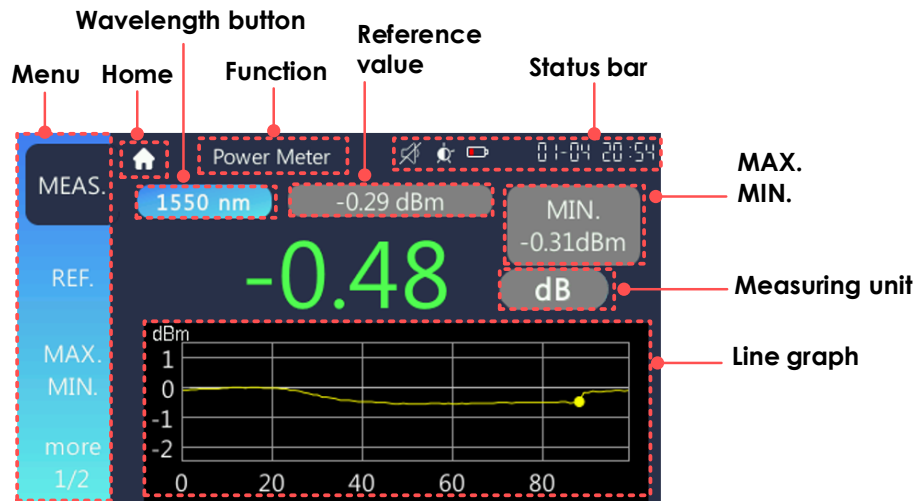 Wavelength button
Reference
value
Menu Home Function Status bar
Power Meter 01-04 20:54
MEAS.
1550 nm -0.29 dBm
MIN.
-0.31dBm
MAX.
MIN.
REF.
-0.48
dB
Measuring unit
dBm
MAX.
MIN.
1
0
-1
-2
Line graph
more
1/2
0 20 40 60 80